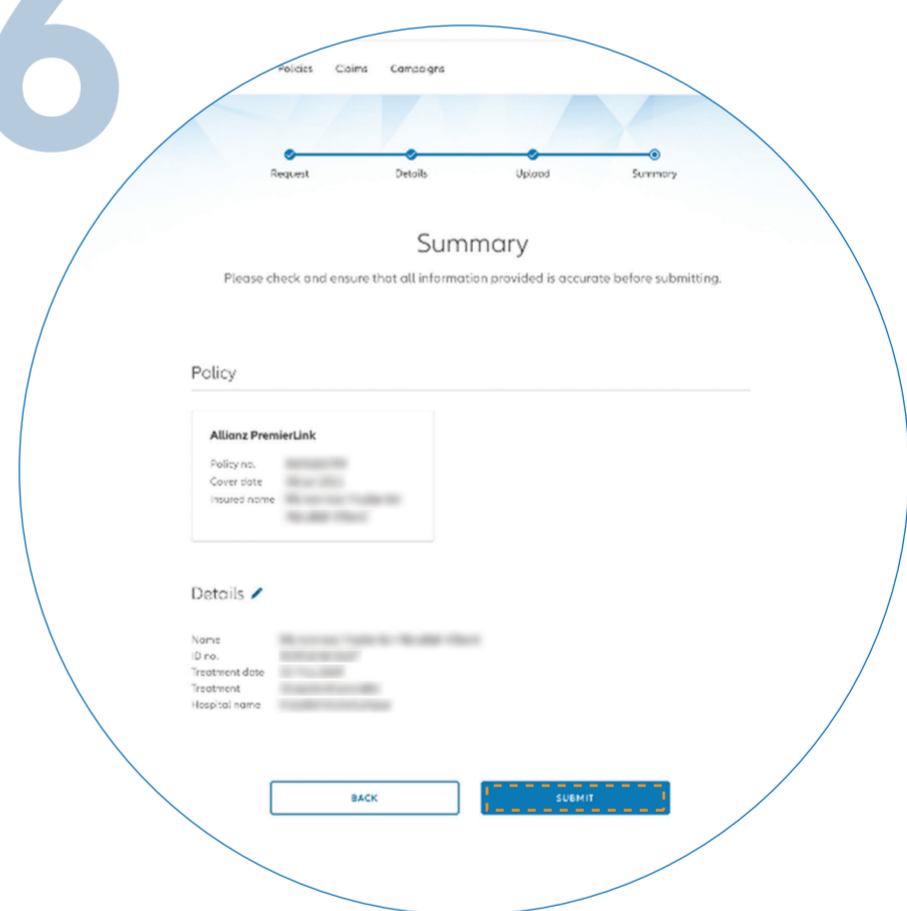 6
Policies Claims Campaigns
Request Details Upload Summary
Summary
Please check and ensure that all information provided is accurate before submitting.
Policy
Allianz PremierLink
Policy no.
Cover date
Insured name
Details
Name
ID no.
Treatment date
Treatment
Hospital name
BACK SUBMIT